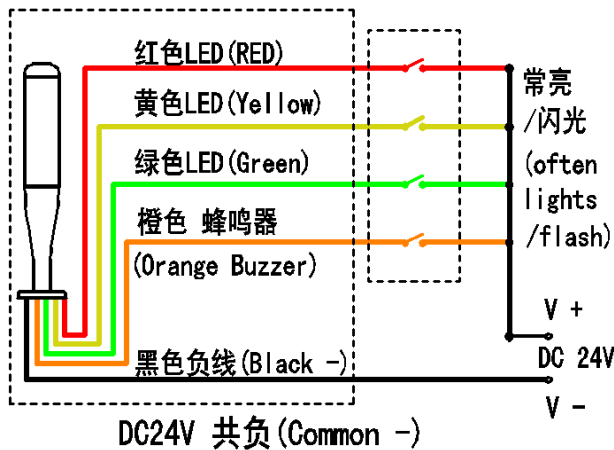 红色LED(RED)
黄色LED(Yellow)
绿色LED(Green)
橙色 蜂鸣器
(Orange Buzzer)
黑色负线(Black -)
常亮
/闪光
(often
lights
/flash)
V +
DC 24V
V -
DC24V 共负(Common -)